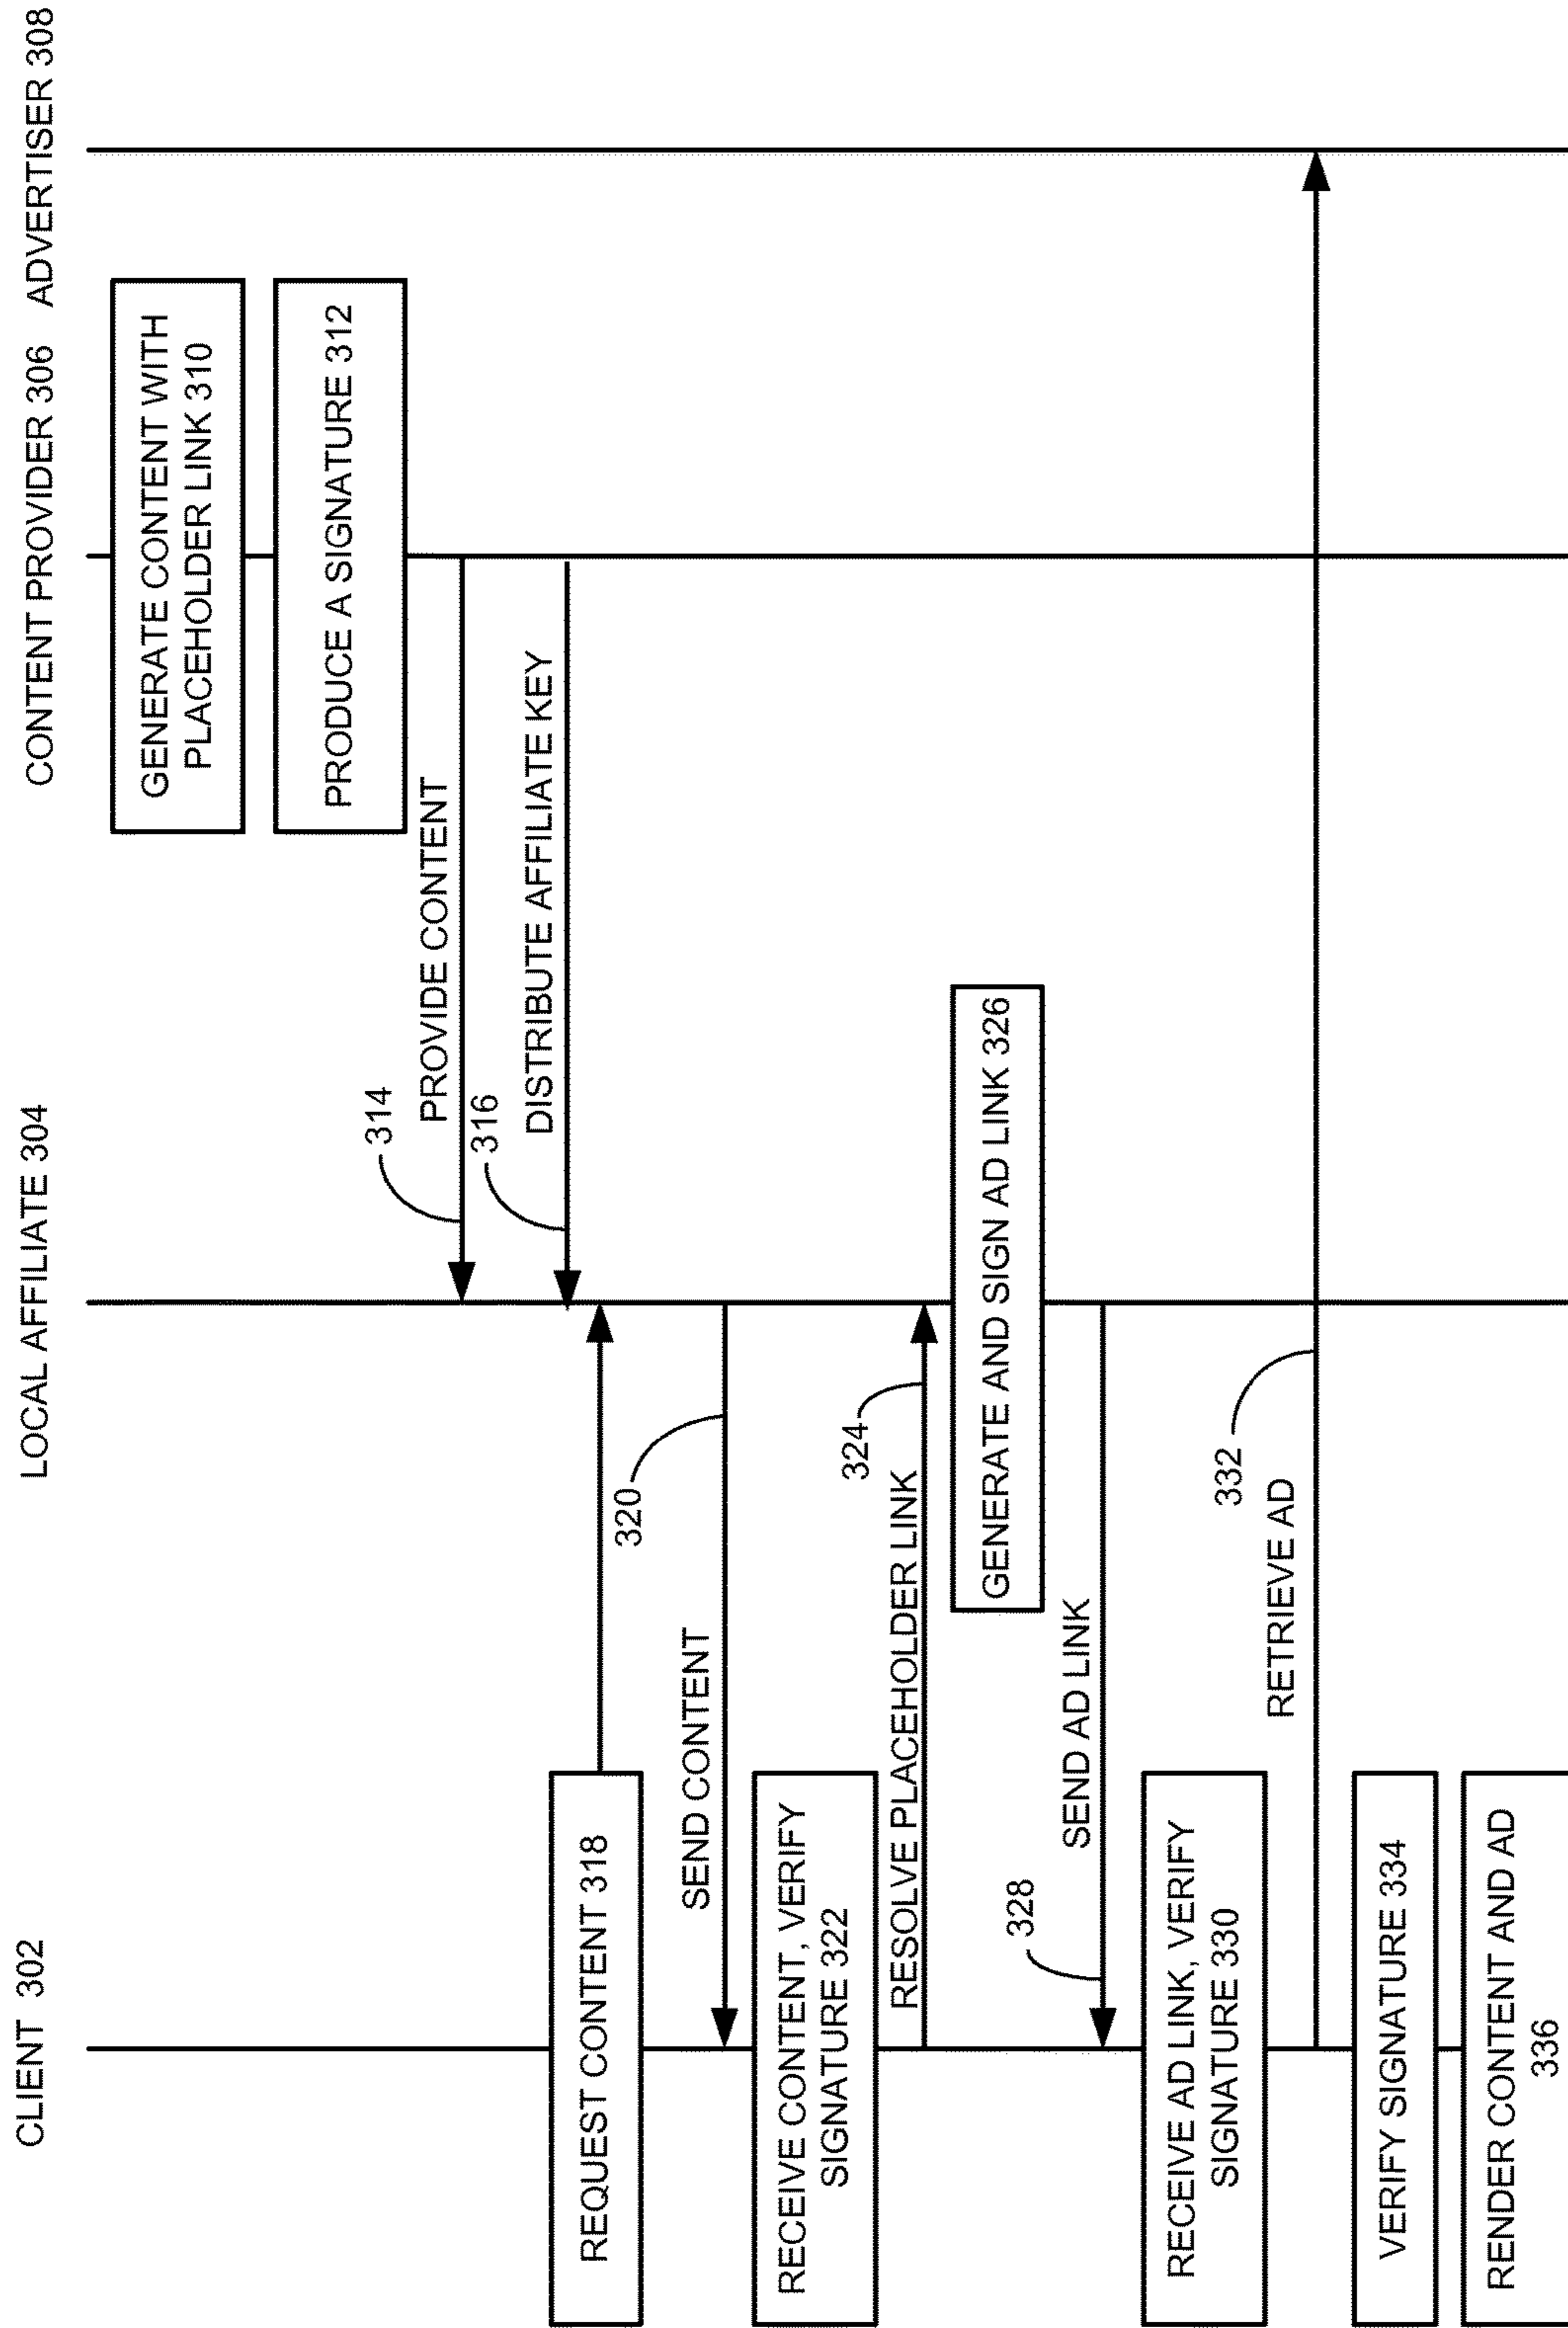 CLIENT 302
LOCAL AFFILIATE 304
CONTENT PROVIDER 306
ADVERTISER 308
GENERATE CONTENT WITH
PLACEHOLDER LINK 310
PRODUCE A SIGNATURE 312
314
PROVIDE CONTENT
316
DISTRIBUTE AFFILIATE KEY
REQUEST CONTENT 318
320
SEND CONTENT
RECEIVE CONTENT, VERIFY
SIGNATURE 322
324
RESOLVE PLACEHOLDER LINK
GENERATE AND SIGN AD LINK 326
328
SEND AD LINK
RECEIVE AD LINK, VERIFY
SIGNATURE 330
332
RETRIEVE AD
VERIFY SIGNATURE 334
RENDER CONTENT AND AD
336